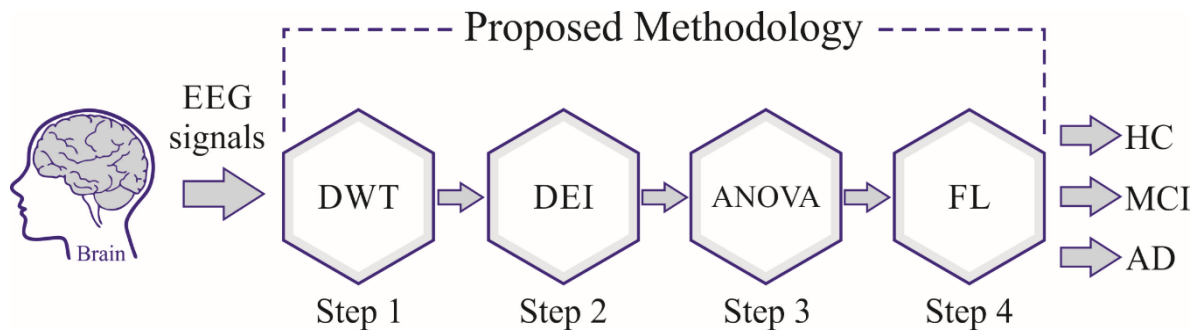 Proposed Methodology
EEG
signals
Brain
DWT
DEI
ANOVA
FL
HC
MCI
AD
Step 1
Step 2
Step 3
Step 4